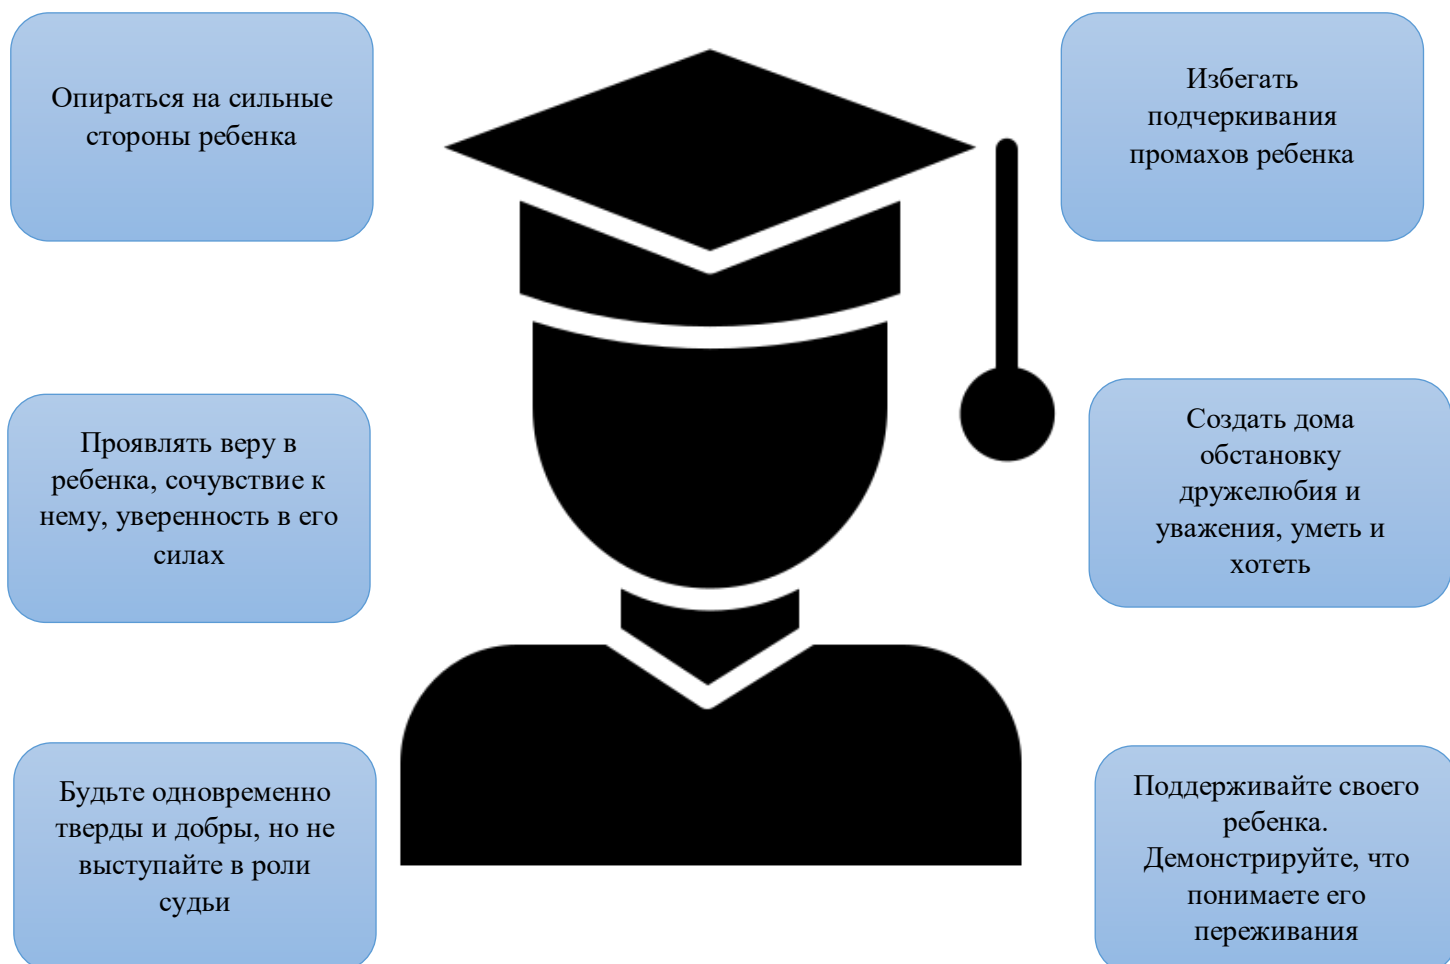 Опираться на сильные
стороны ребенка
Избегать
подчеркивания
промахов ребенка
Проявлять веру в
ребенка, сочувствие к
нему, уверенность в его
силах
Создать дома
обстановку
дружелюбия и
уважения, уметь и
хотеть
Будьте одновременно
тверды и добры, но не
выступайте в роли
судьи
Поддерживайте своего
ребенка.
Демонстрируйте, что
понимаете его
переживания